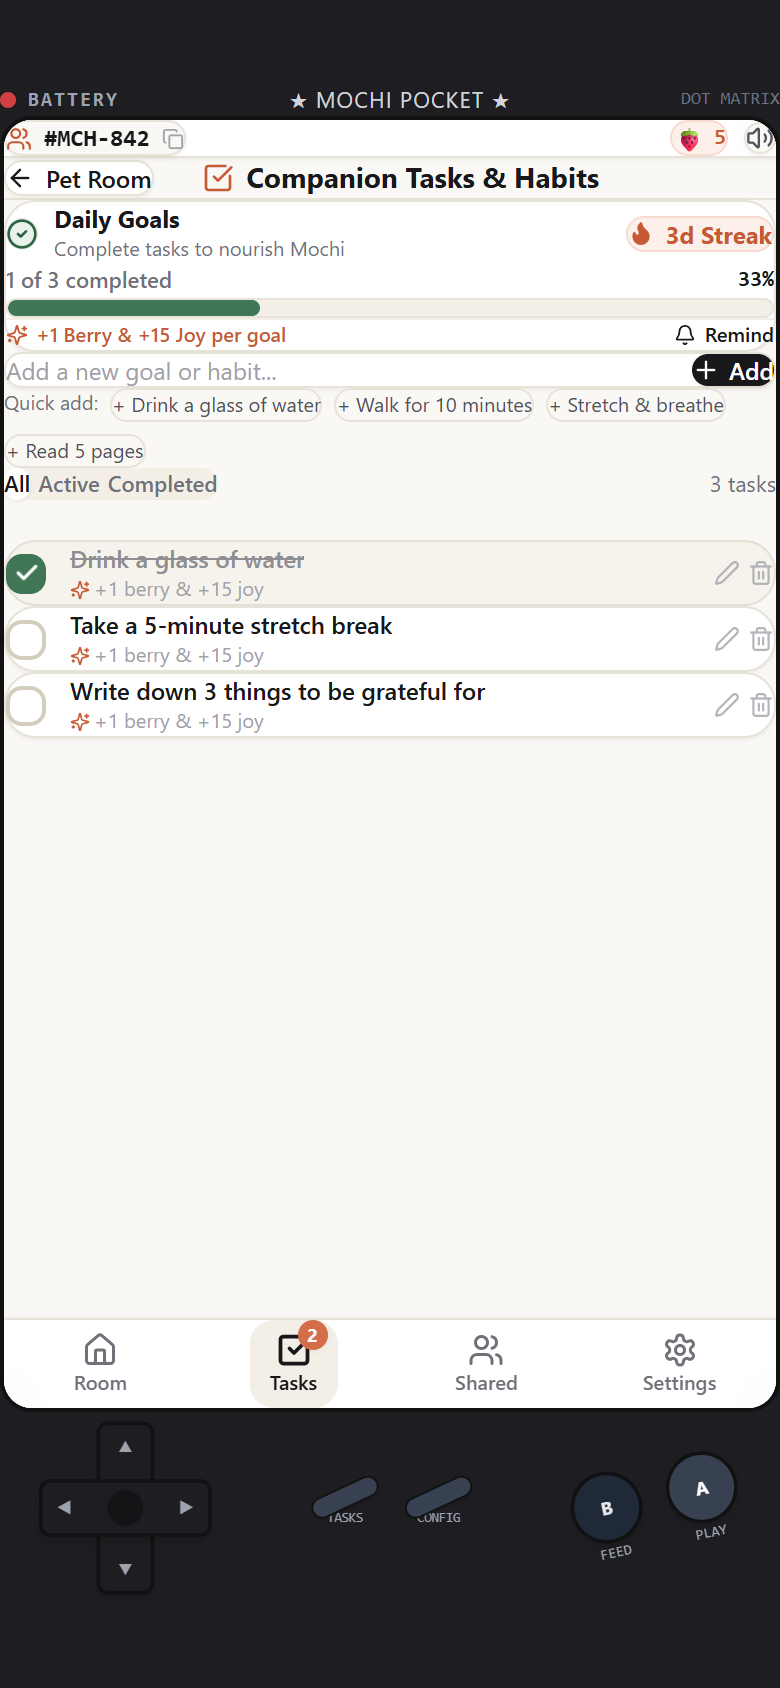 BATTERY ★ MOCHI POCKET ★ DOT MATRIX
#MCH-842 5
Pet Room Companion Tasks & Habits
Daily Goals
Complete tasks to nourish Mochi
3d Streak
1 of 3 completed 33%
+1 Berry & +15 Joy per goal Remind
Add a new goal or habit... + Add
Quick add: + Drink a glass of water + Walk for 10 minutes + Stretch & breathe
+ Read 5 pages
All Active Completed 3 tasks
Drink a glass of water
+1 berry & +15 joy
Take a 5-minute stretch break
+1 berry & +15 joy
Write down 3 things to be grateful for
+1 berry & +15 joy
2
Room Tasks Shared Settings
▲
◀ ▶
▼
TASKS CONFIG
B A
FEED PLAY